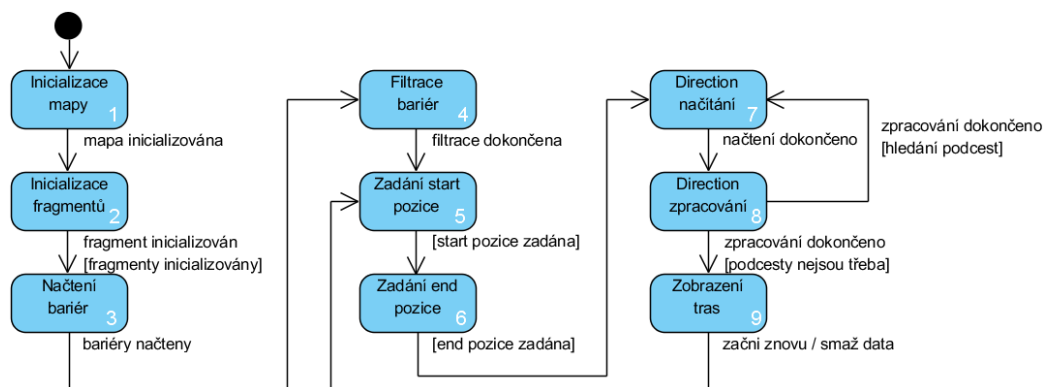 Inicializace
mapy
1
mapa inicializována
Inicializace
fragmentů
2
fragment inicializován
[fragmenty inicializovány]
Načtení
bariér
3
bariéry načteny
Filtrace
bariér
4
filtrace dokončena
Zadání start
pozice
5
[start pozice zadána]
Zadání end
pozice
6
[end pozice zadána]
Direction
načítání
7
načtení dokončeno
zpracování dokončeno
[hledání podcest]
Direction
zpracování
8
zpracování dokončeno
[podcesty nejsou třeba]
Zobrazení
tras
9
začni znovu / smaž data